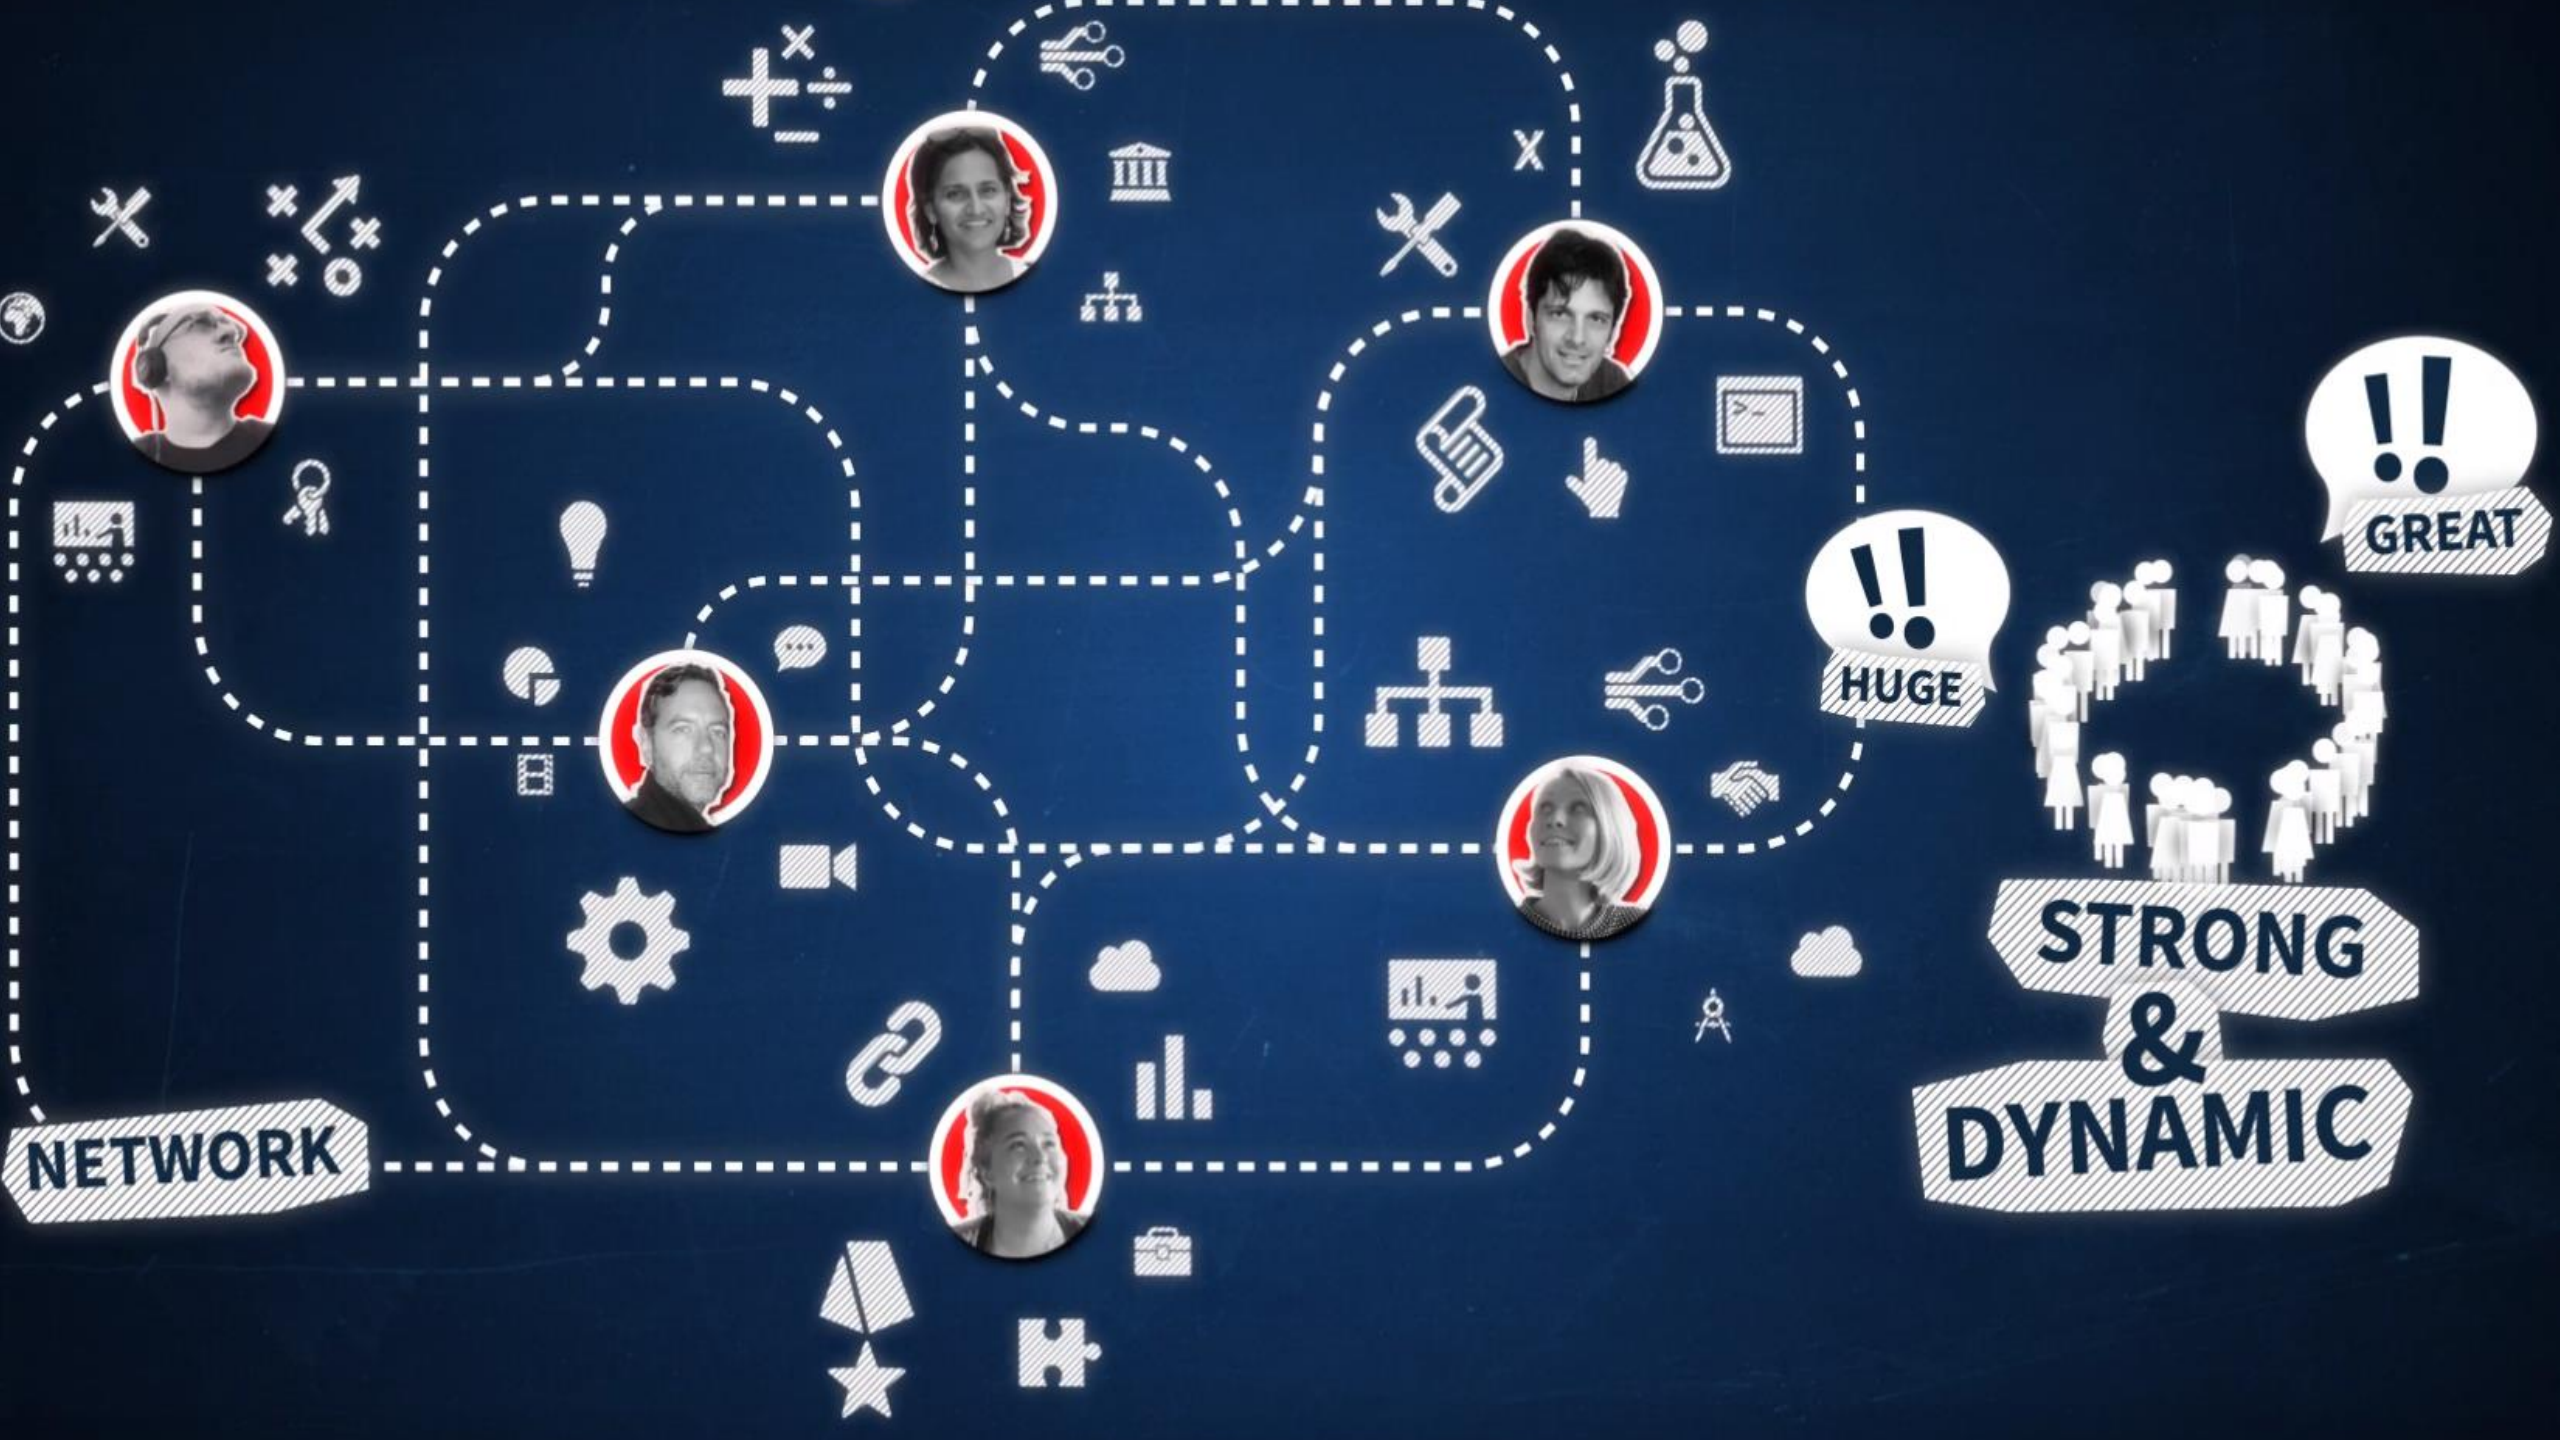 X
>_
!!
GREAT
!!
HUGE
STRONG
&
DYNAMIC
NETWORK